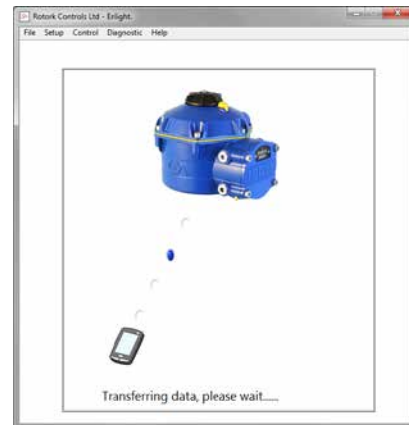 Rotork Controls Ltd - Enlight.
File Setup Control Diagnostic Help
Transferring data, please wait......